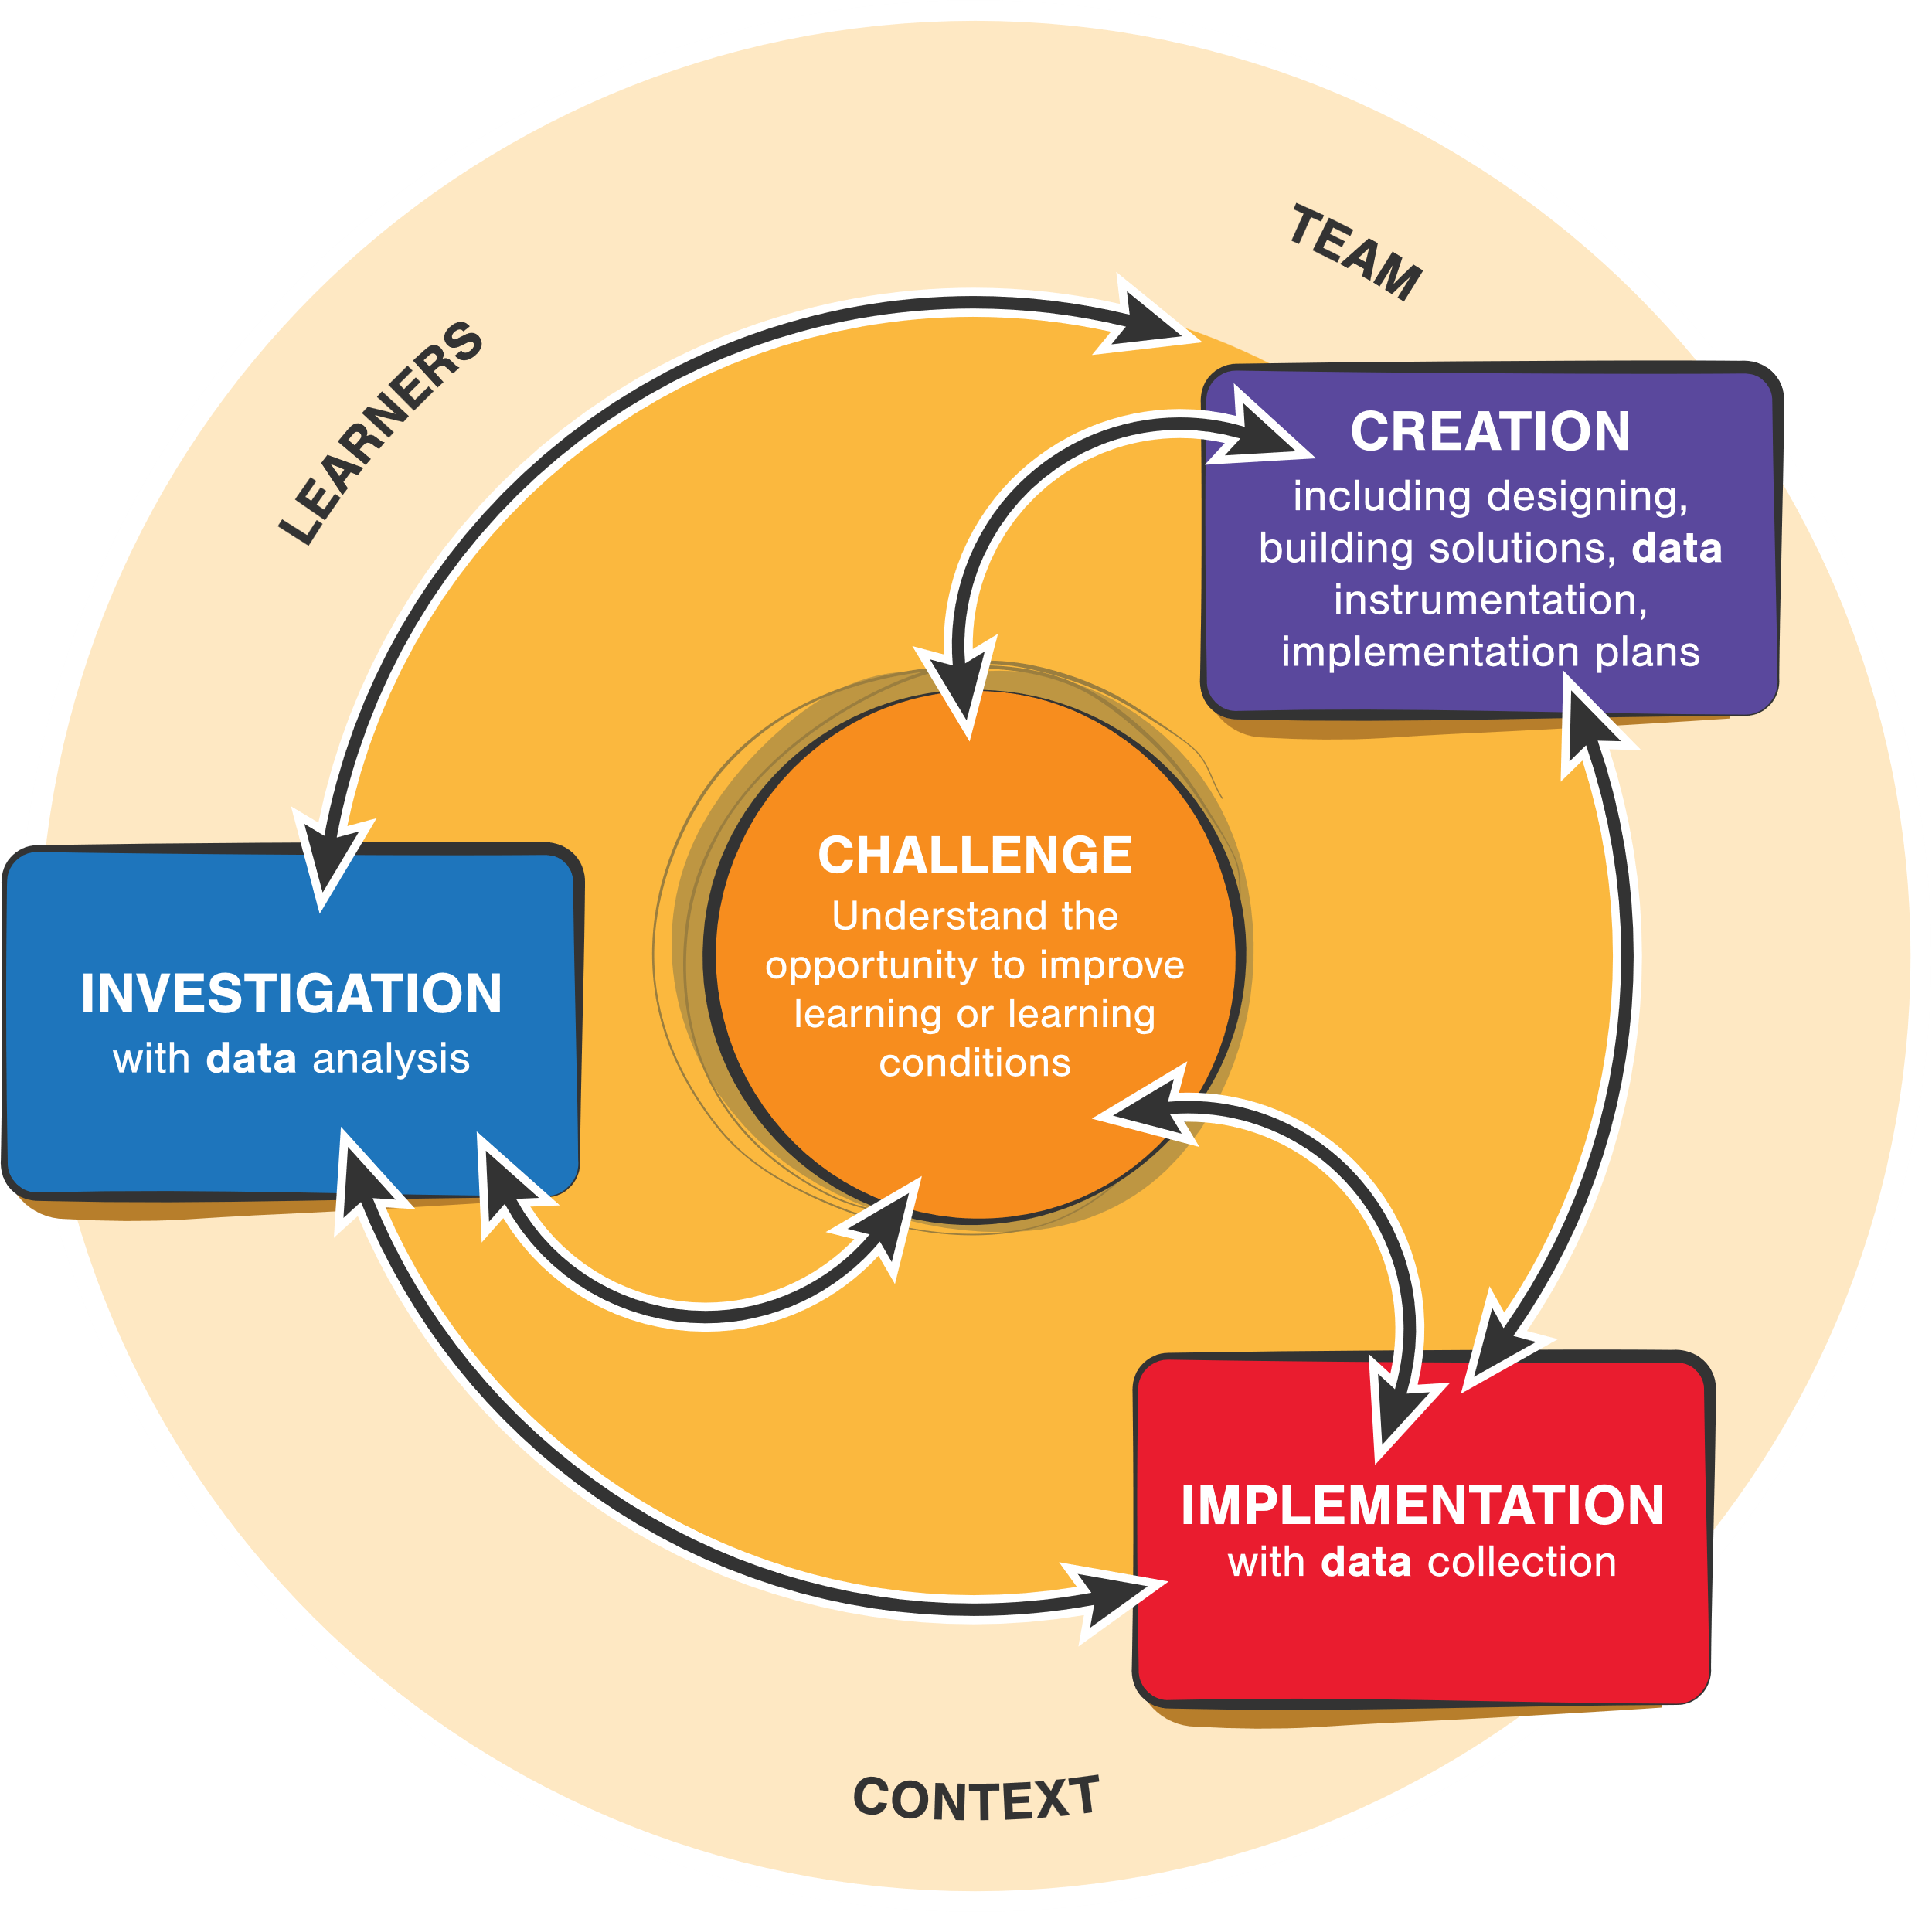 LEARNERS
TEAM
CREATION
including designing,
building solutions, data
instrumentation,
implementation plans
CHALLENGE
Understand the
opportunity to improve
learning or learning
conditions
INVESTIGATION
with data analysis
IMPLEMENTATION
with data collection
CONTEXT